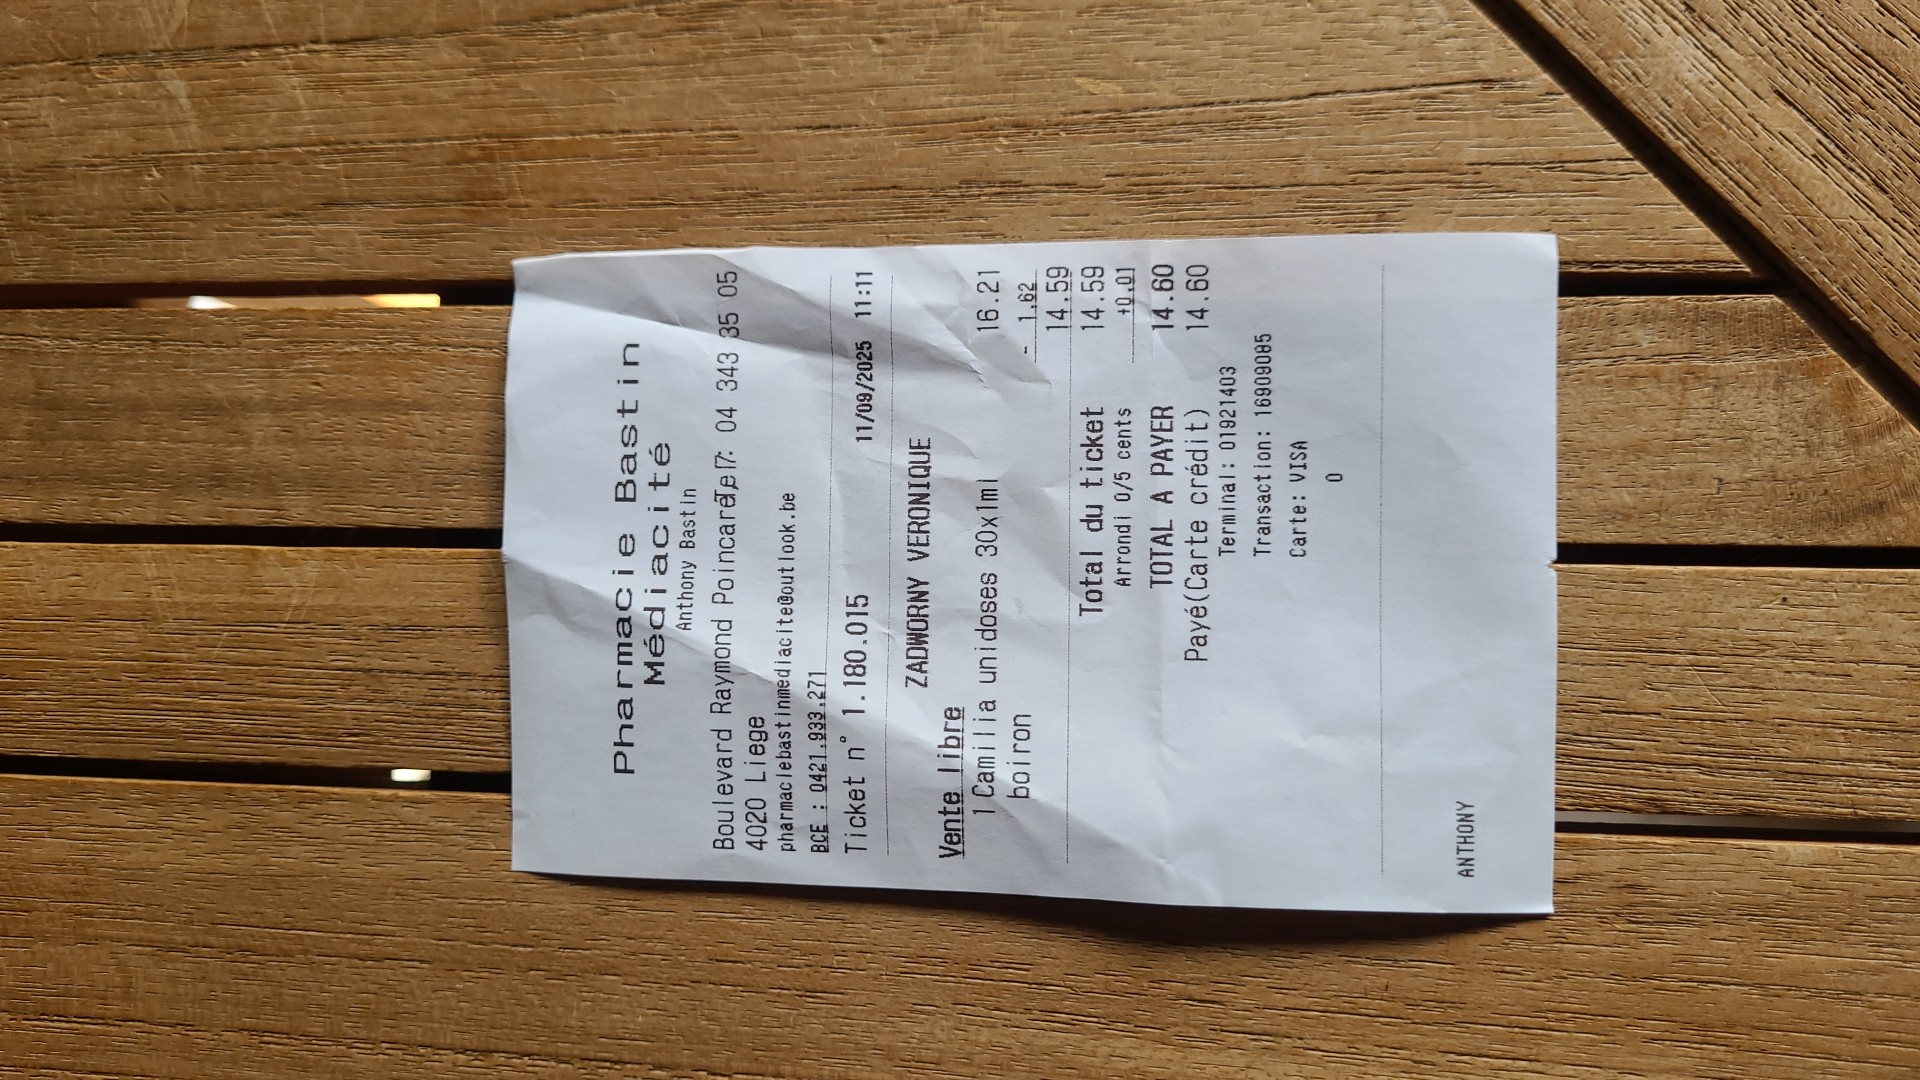 Pharmacie Bastin
Médiacité
Anthony Bastin
Boulevard Raymond Poincaré, 7 Tel: 04 343 35 05
4020 Liege
pharmaciebastinmediacite@outlook.be
BCE : 0421.933.271
Ticket n° 1.180.015 11/09/2025 11:11
ZADWORNY VERONIQUE
Vente libre
1 Camilia unidoses 30x1ml 16.21
boiron - 1.62
14.59
Total du ticket 14.59
Arrondi 0/5 cents +0.01
TOTAL A PAYER 14.60
Payé(Carte crédit) 14.60
Terminal: 01921403
Transaction: 16909085
Carte: VISA
0
ANTHONY